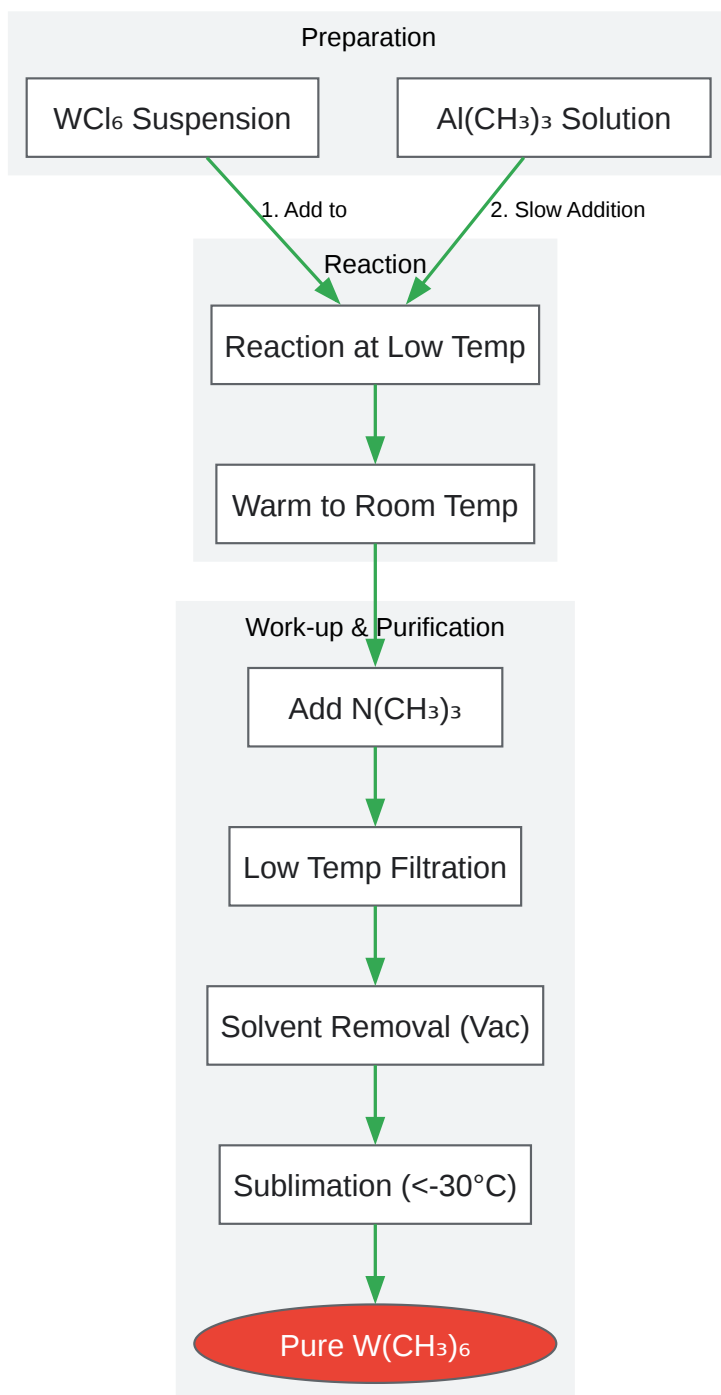 Preparation
WCl₆ Suspension
Al(CH₃)₃ Solution
1. Add to
2. Slow Addition
Reaction
Reaction at Low Temp
Warm to Room Temp
Work-up & Purification
Add N(CH₃)₃
Low Temp Filtration
Solvent Removal (Vac)
Sublimation (<-30°C)
Pure W(CH₃)₆